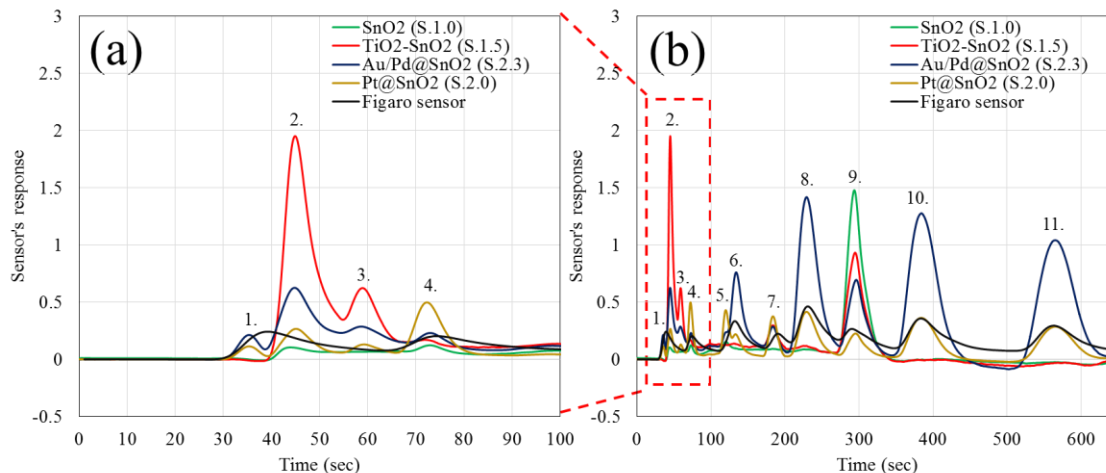 (a)
SnO2 (S.1.0)
TiO2-SnO2 (S.1.5)
Au/Pd@SnO2 (S.2.3)
Pt@SnO2 (S.2.0)
Figaro sensor
Sensor's response
3
2.5
2
1.5
1
0.5
0
-0.5
1.
2.
3.
4.
0 10 20 30 40 50 60 70 80 90 100
Time (sec)
(b)
SnO2 (S.1.0)
TiO2-SnO2 (S.1.5)
Au/Pd@SnO2 (S.2.3)
Pt@SnO2 (S.2.0)
Figaro sensor
Sensor's response
3
2.5
2
1.5
1
0.5
0
-0.5
1.
2.
3.
4.
5.
6.
7.
8.
9.
10.
11.
0 100 200 300 400 500 600
Time (sec)